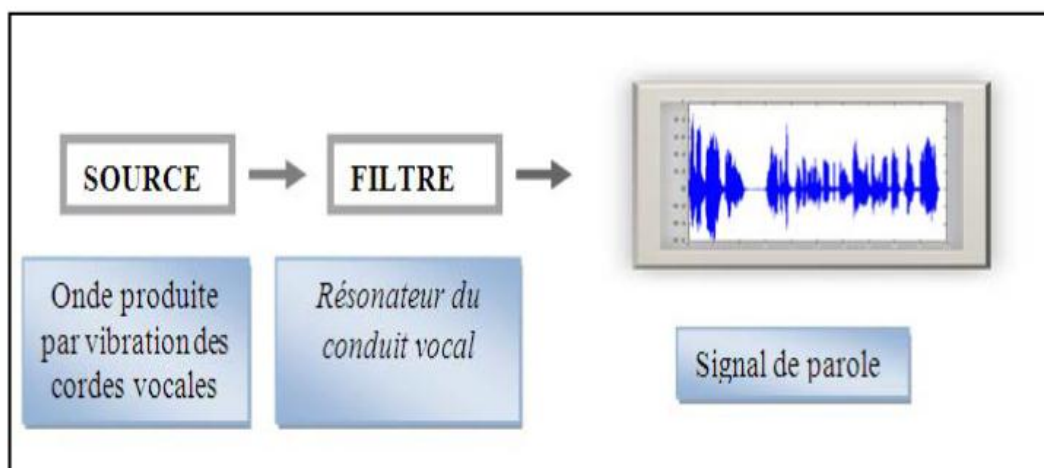 SOURCE
FILTRE
Onde produite
par vibration des
cordes vocales
Résonateur du
conduit vocal
Signal de parole